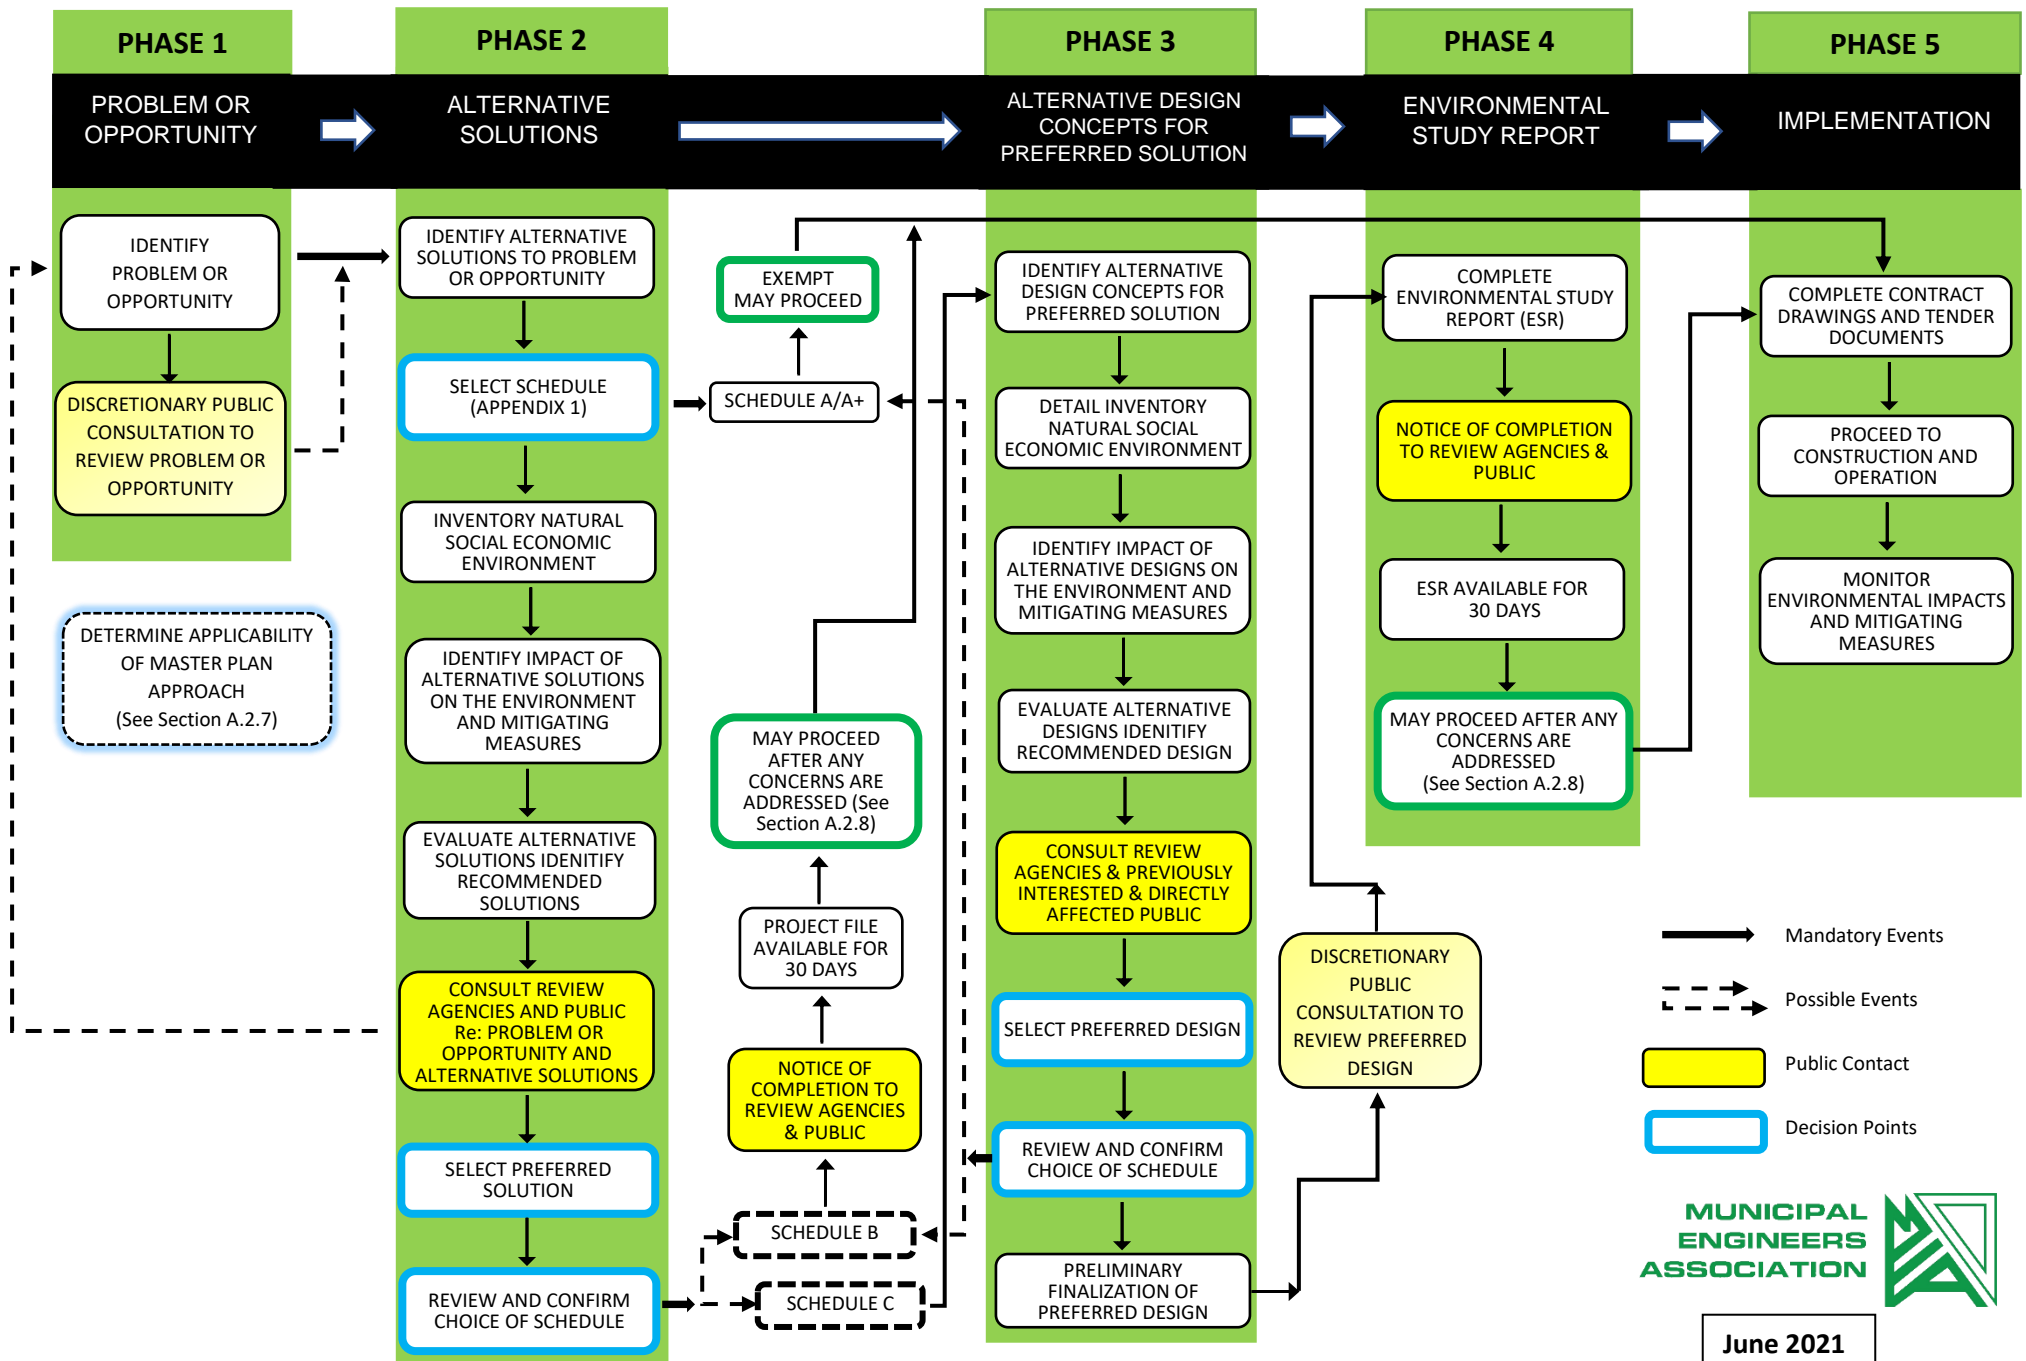 PHASE 1
PROBLEM OR
OPPORTUNITY
IDENTIFY
PROBLEM OR
OPPORTUNITY
DISCRETIONARY PUBLIC
CONSULTATION TO
REVIEW PROBLEM OR
OPPORTUNITY
DETERMINE APPLICABILITY
OF MASTER PLAN
APPROACH
(See Section A.2.7)
PHASE 2
ALTERNATIVE
SOLUTIONS
IDENTIFY ALTERNATIVE
SOLUTIONS TO PROBLEM
OR OPPORTUNITY
SELECT SCHEDULE
(APPENDIX 1)
INVENTORY NATURAL
SOCIAL ECONOMIC
ENVIRONMENT
IDENTIFY IMPACT OF
ALTERNATIVE SOLUTIONS
ON THE ENVIRONMENT
AND MITIGATING
MEASURES
EVALUATE ALTERNATIVE
SOLUTIONS IDENITIFY
RECOMMENDED
SOLUTIONS
CONSULT REVIEW
AGENCIES AND PUBLIC
Re: PROBLEM OR
OPPORTUNITY AND
ALTERNATIVE SOLUTIONS
SELECT PREFERRED
SOLUTION
REVIEW AND CONFIRM
CHOICE OF SCHEDULE
EXEMPT
MAY PROCEED
SCHEDULE A/A+
MAY PROCEED
AFTER ANY
CONCERNS ARE
ADDRESSED (See
Section A.2.8)
PROJECT FILE
AVAILABLE FOR
30 DAYS
NOTICE OF
COMPLETION TO
REVIEW AGENCIES
& PUBLIC
SCHEDULE B
SCHEDULE C
PHASE 3
ALTERNATIVE DESIGN
CONCEPTS FOR
PREFERRED SOLUTION
IDENTIFY ALTERNATIVE
DESIGN CONCEPTS FOR
PREFERRED SOLUTION
DETAIL INVENTORY
NATURAL SOCIAL
ECONOMIC ENVIRONMENT
IDENTIFY IMPACT OF
ALTERNATIVE DESIGNS ON
THE ENVIRONMENT AND
MITIGATING MEASURES
EVALUATE ALTERNATIVE
DESIGNS IDENITIFY
RECOMMENDED DESIGN
CONSULT REVIEW
AGENCIES & PREVIOUSLY
INTERESTED & DIRECTLY
AFFECTED PUBLIC
SELECT PREFERRED DESIGN
REVIEW AND CONFIRM
CHOICE OF SCHEDULE
PRELIMINARY
FINALIZATION OF
PREFERRED DESIGN
DISCRETIONARY
PUBLIC
CONSULTATION TO
REVIEW PREFERRED
DESIGN
PHASE 4
ENVIRONMENTAL
STUDY REPORT
COMPLETE
ENVIRONMENTAL STUDY
REPORT (ESR)
NOTICE OF COMPLETION
TO REVIEW AGENCIES &
PUBLIC
ESR AVAILABLE FOR
30 DAYS
MAY PROCEED AFTER ANY
CONCERNS ARE
ADDRESSED
(See Section A.2.8)
PHASE 5
IMPLEMENTATION
COMPLETE CONTRACT
DRAWINGS AND TENDER
DOCUMENTS
PROCEED TO
CONSTRUCTION AND
OPERATION
MONITOR
ENVIRONMENTAL IMPACTS
AND MITIGATING
MEASURES
Mandatory Events
Possible Events
Public Contact
Decision Points
MUNICIPAL
ENGINEERS
ASSOCIATION
June 2021